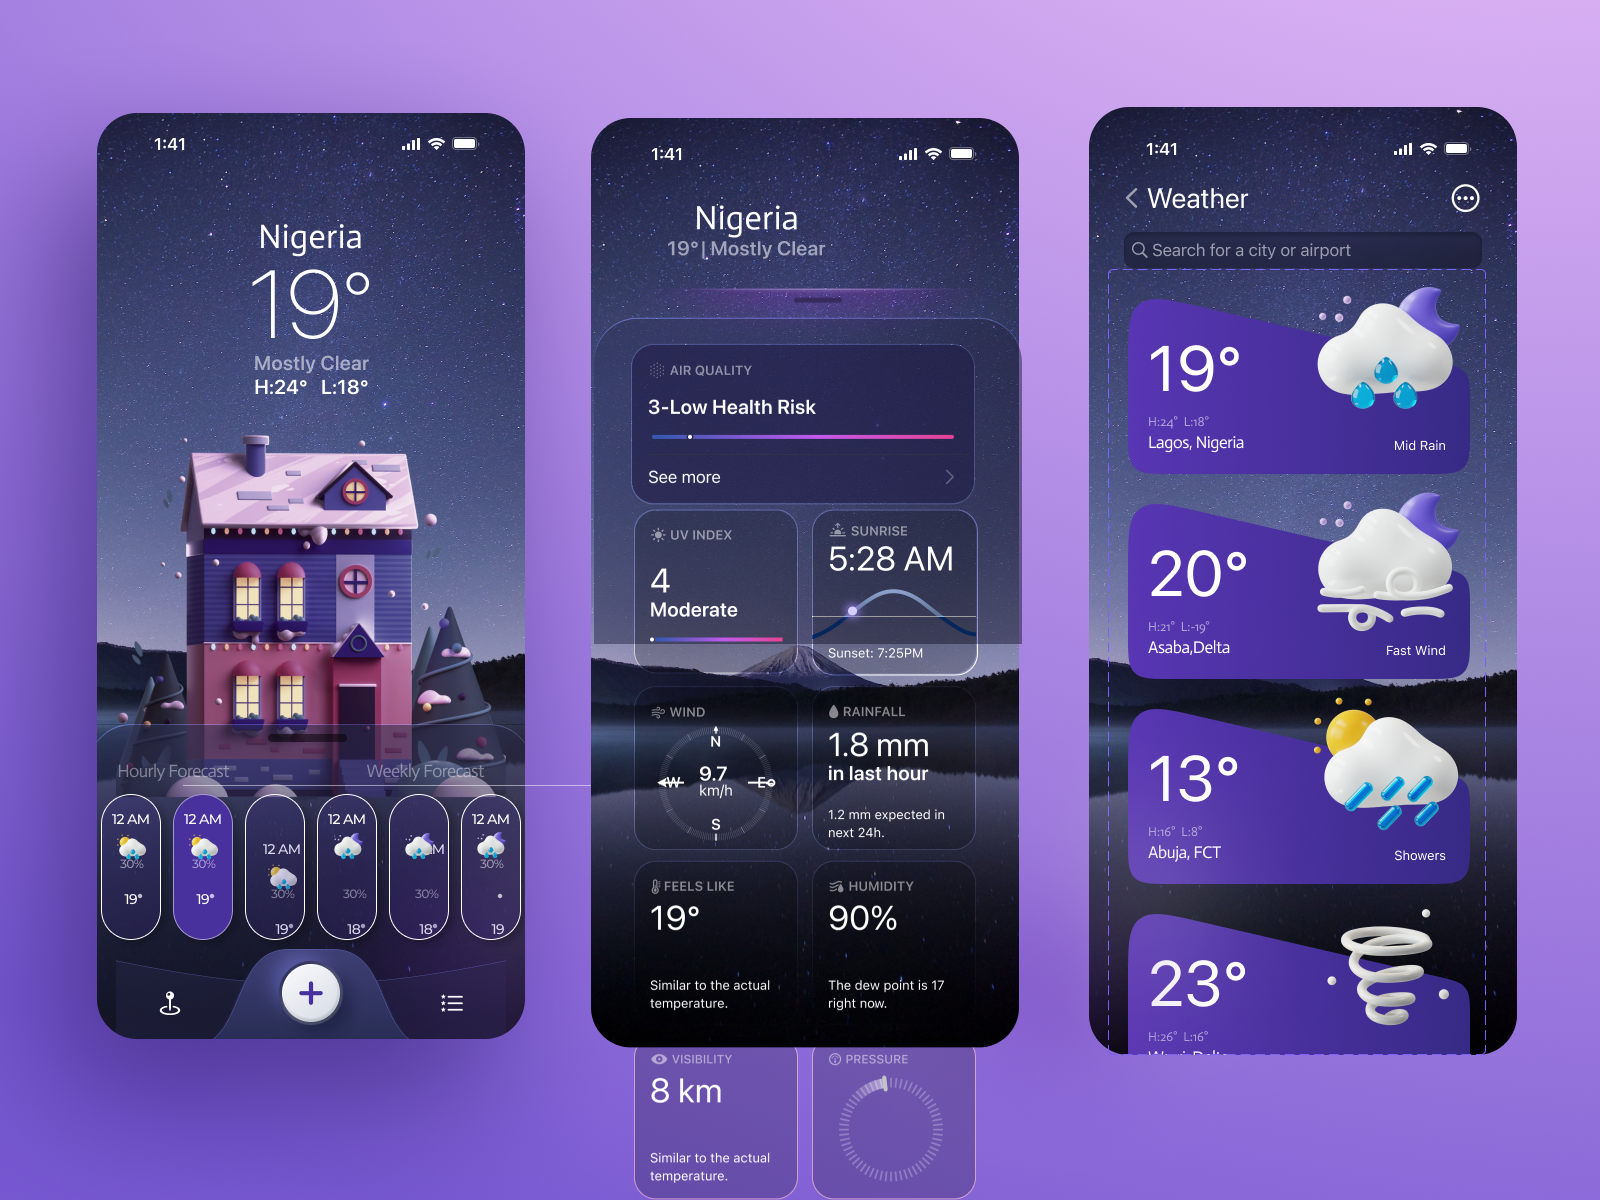 1:41
Nigeria
19°
Mostly Clear
H:24° L:18°
Hourly Forecast
Weekly Forecast
12 AM
30%
19°
12 AM
30%
19°
12 AM
30%
19°
12 AM
30%
18°
M
30%
18°
12 AM
30%
19
1:41
Nigeria
19° | Mostly Clear
AIR QUALITY
3-Low Health Risk
See more
UV INDEX
4
Moderate
SUNRISE
5:28 AM
Sunset: 7:25PM
WIND
N
W
9.7
km/h
E
S
RAINFALL
1.8 mm
in last hour
1.2 mm expected in
next 24h.
FEELS LIKE
19°
Similar to the actual
temperature.
HUMIDITY
90%
The dew point is 17
right now.
VISIBILITY
8 km
Similar to the actual
temperature.
PRESSURE
1:41
Weather
Search for a city or airport
19°
H:24° L:18°
Lagos, Nigeria
Mid Rain
20°
H:21° L:-19°
Asaba,Delta
Fast Wind
13°
H:16° L:8°
Abuja, FCT
Showers
23°
H:26° L:16°